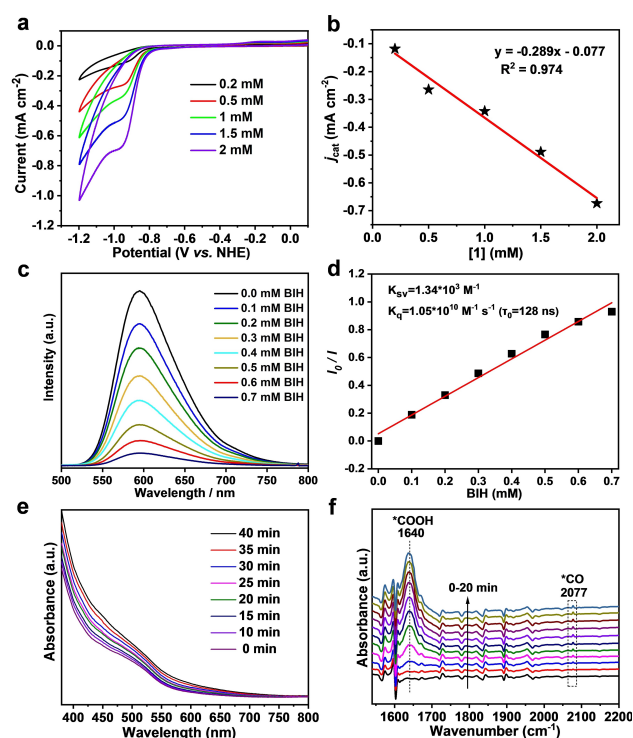 a
0.0
-0.2
-0.4
-0.6
-0.8
-1.0
-1.2
Current (mA cm-2)
0.2 mM
0.5 mM
1 mM
1.5 mM
2 mM
-1.2 -0.9 -0.6 -0.3 0.0
Potential (V vs. NHE)
b
-0.1
-0.2
-0.3
-0.4
-0.5
-0.6
-0.7
jcat (mA cm-2)
y = -0.289x - 0.077
R2 = 0.974
0.0 0.5 1.0 1.5 2.0
[1] (mM)
c
Intensity (a.u.)
0.0 mM BIH
0.1 mM BIH
0.2 mM BIH
0.3 mM BIH
0.4 mM BIH
0.5 mM BIH
0.6 mM BIH
0.7 mM BIH
500 550 600 650 700 750 800
Wavelength / nm
d
1.2
1.0
0.8
0.6
0.4
0.2
0.0
-0.2
I0 / I
Ksv=1.34*103 M-1
Kq=1.05*1010 M-1 s-1 (τ0=128 ns)
0.0 0.1 0.2 0.3 0.4 0.5 0.6 0.7
BIH (mM)
e
Absorbance (a.u.)
40 min
35 min
30 min
25 min
20 min
15 min
10 min
0 min
400 450 500 550 600 650 700 750 800
Wavelength (nm)
f
Absorbance (a.u.)
*COOH
1640
0-20 min
*CO
2077
1600 1700 1800 1900 2000 2100 2200
Wavenumber (cm-1)